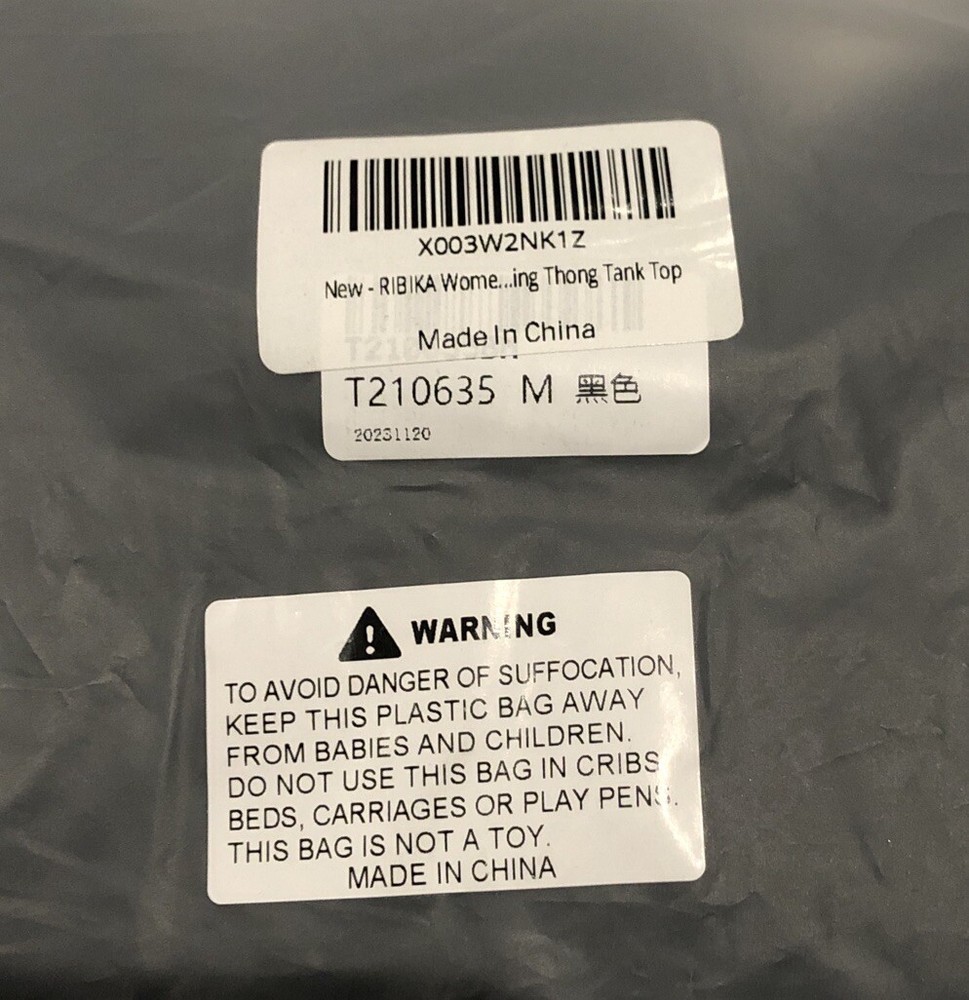 X003W2NK1Z
New - RIBIKA Wome...ing Thong Tank Top
Made In China
T210635 M 黑色
20231120
WARNING
TO AVOID DANGER OF SUFFOCATION,
KEEP THIS PLASTIC BAG AWAY
FROM BABIES AND CHILDREN.
DO NOT USE THIS BAG IN CRIBS
BEDS, CARRIAGES OR PLAY PENS.
THIS BAG IS NOT A TOY.
MADE IN CHINA